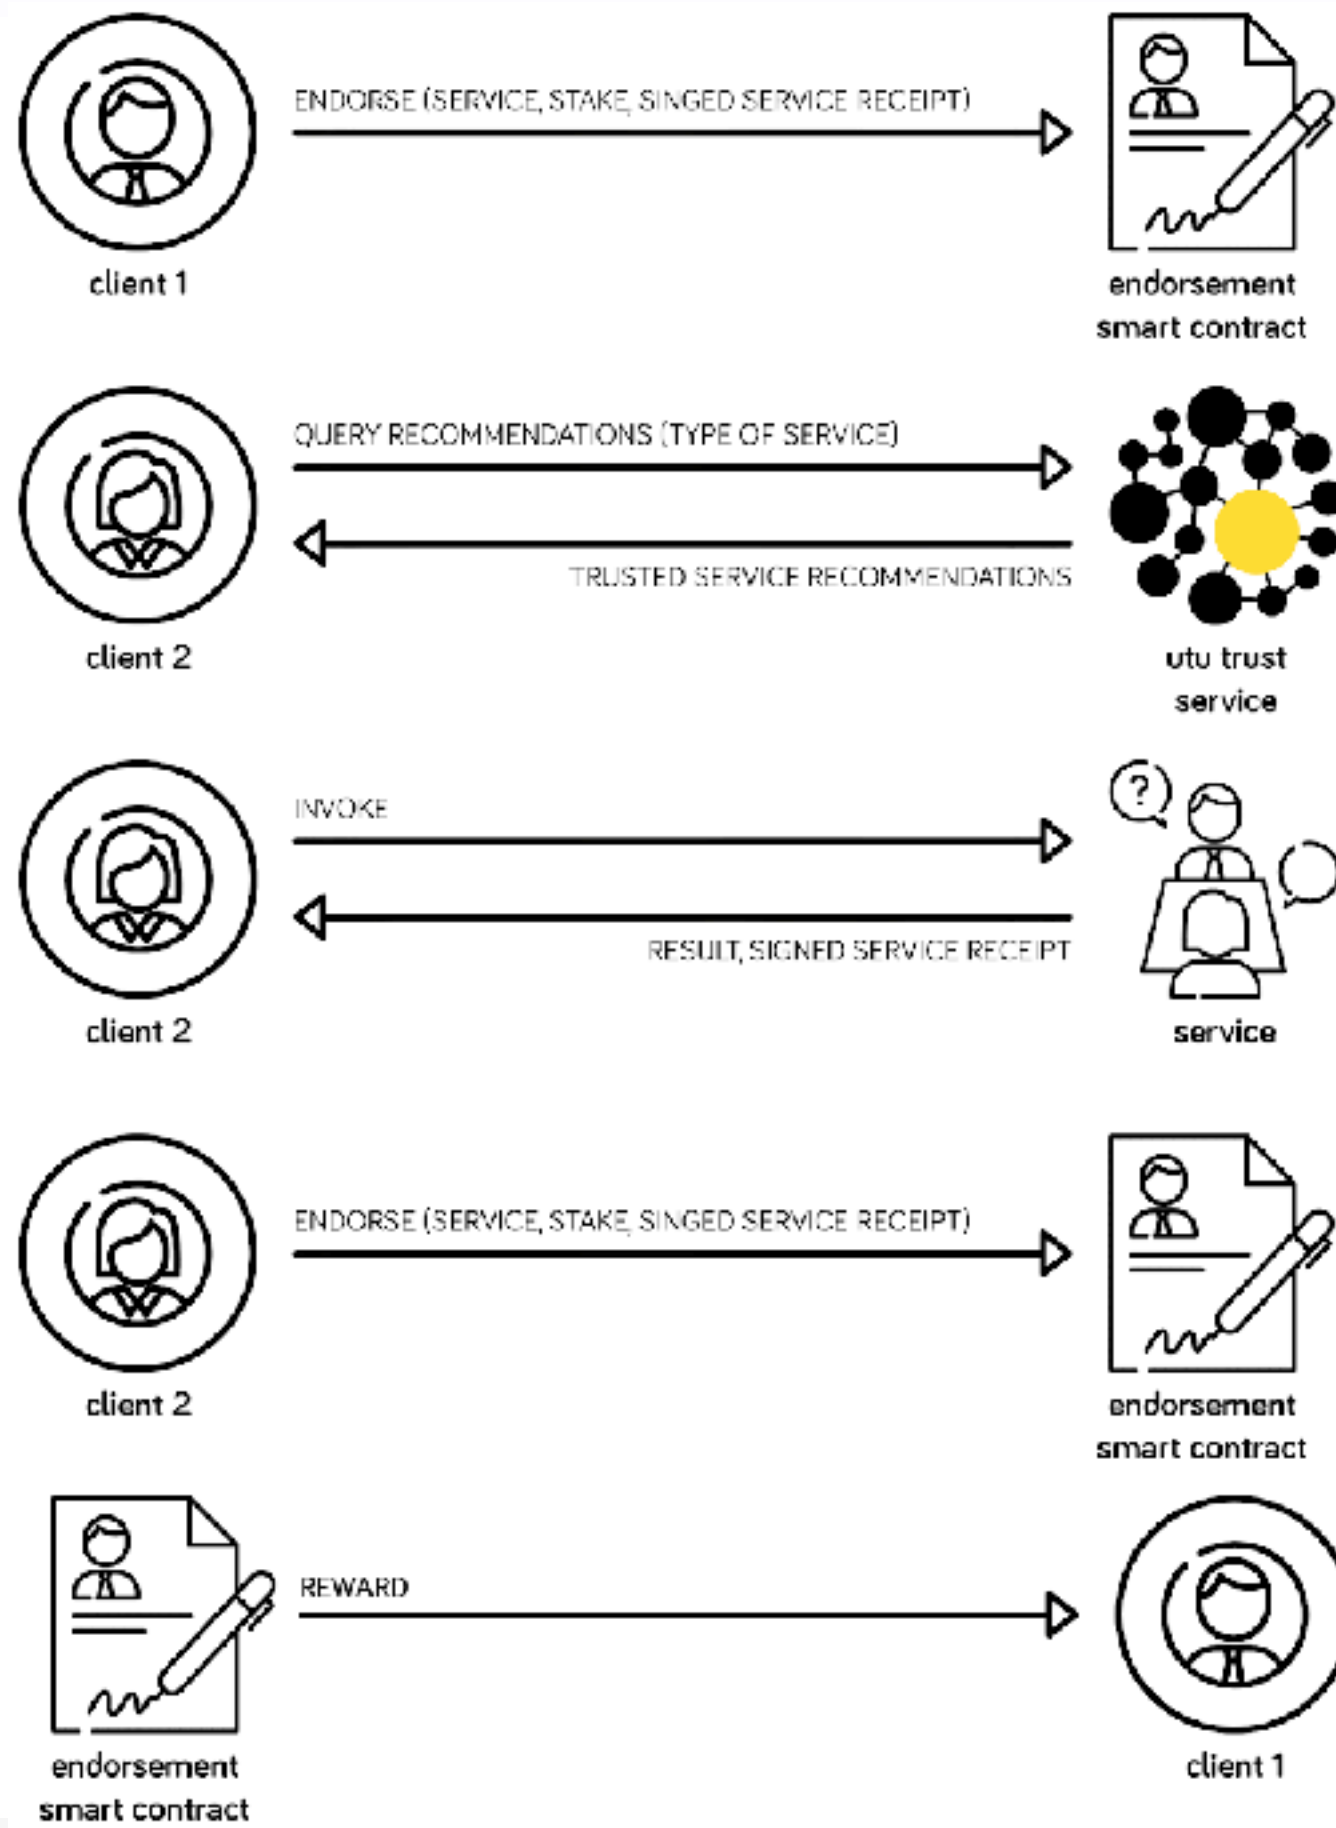 ENDORSE (SERVICE, STAKE, SINGED SERVICE RECEIPT)
client 1
endorsement
smart contract
QUERY RECOMMENDATIONS (TYPE OF SERVICE)
TRUSTED SERVICE RECOMMENDATIONS
client 2
utu trust
service
?
INVOKE
RESULT, SIGNED SERVICE RECEIPT
client 2
service
ENDORSE (SERVICE, STAKE, SINGED SERVICE RECEIPT)
client 2
endorsement
smart contract
REWARD
endorsement
smart contract
client 1